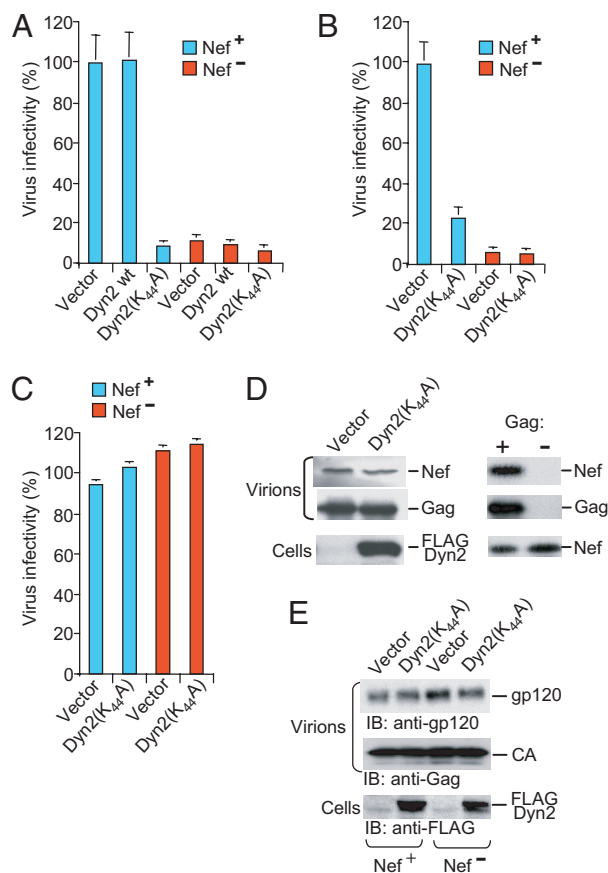 A
Virus infectivity (%)
120
100
80
60
40
20
0
Nef +
Nef −
Vector
Dyn2 wt
Dyn2(K44A)
Vector
Dyn2 wt
Dyn2(K44A)
B
Virus infectivity (%)
120
100
80
60
40
20
0
Nef +
Nef −
Vector
Dyn2(K44A)
Vector
Dyn2(K44A)
C
Nef +
Nef −
Virus infectivity (%)
120
100
80
60
40
20
0
Vector
Dyn2(K44A)
Vector
Dyn2(K44A)
D
Vector
Dyn2(K44A)
Virions
Nef
Gag
Cells
FLAG
Dyn2
Gag:
+ −
Nef
Gag
Nef
E
Vector
Dyn2(K44A)
Vector
Dyn2(K44A)
Virions
gp120
IB: anti-gp120
CA
IB: anti-Gag
Cells
FLAG
Dyn2
IB: anti-FLAG
Nef + Nef −